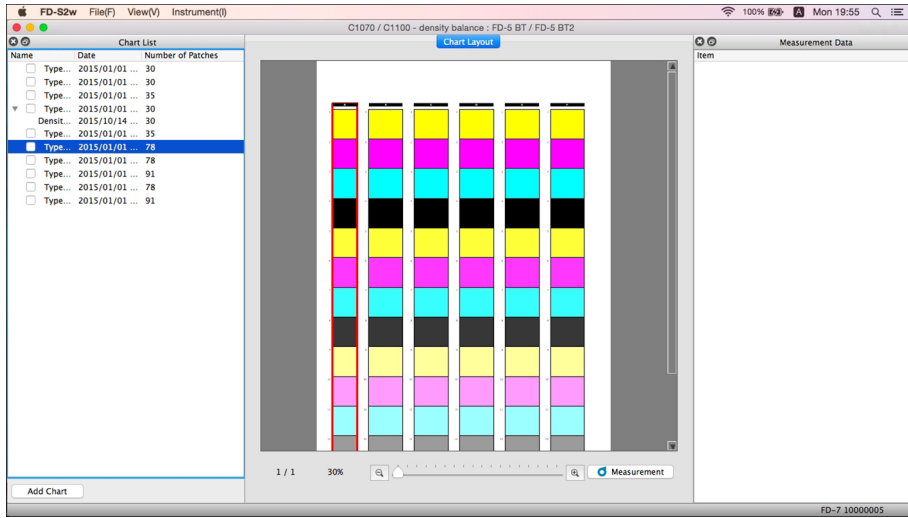 FD-S2w File(F) View(V) Instrument(I) 100% A Mon 19:55
C1070 / C1100 - density balance : FD-5 BT / FD-5 BT2
Chart List
Name Date Number of Patches
Type... 2015/01/01 ... 30
Type... 2015/01/01 ... 30
Type... 2015/01/01 ... 35
Type... 2015/01/01 ... 30
Densit... 2015/10/14 ... 30
Type... 2015/01/01 ... 35
Type... 2015/01/01 ... 78
Type... 2015/01/01 ... 78
Type... 2015/01/01 ... 91
Type... 2015/01/01 ... 78
Type... 2015/01/01 ... 91
Add Chart
Chart Layout
1 / 1 30% Measurement
Measurement Data
Item
FD-7 10000005